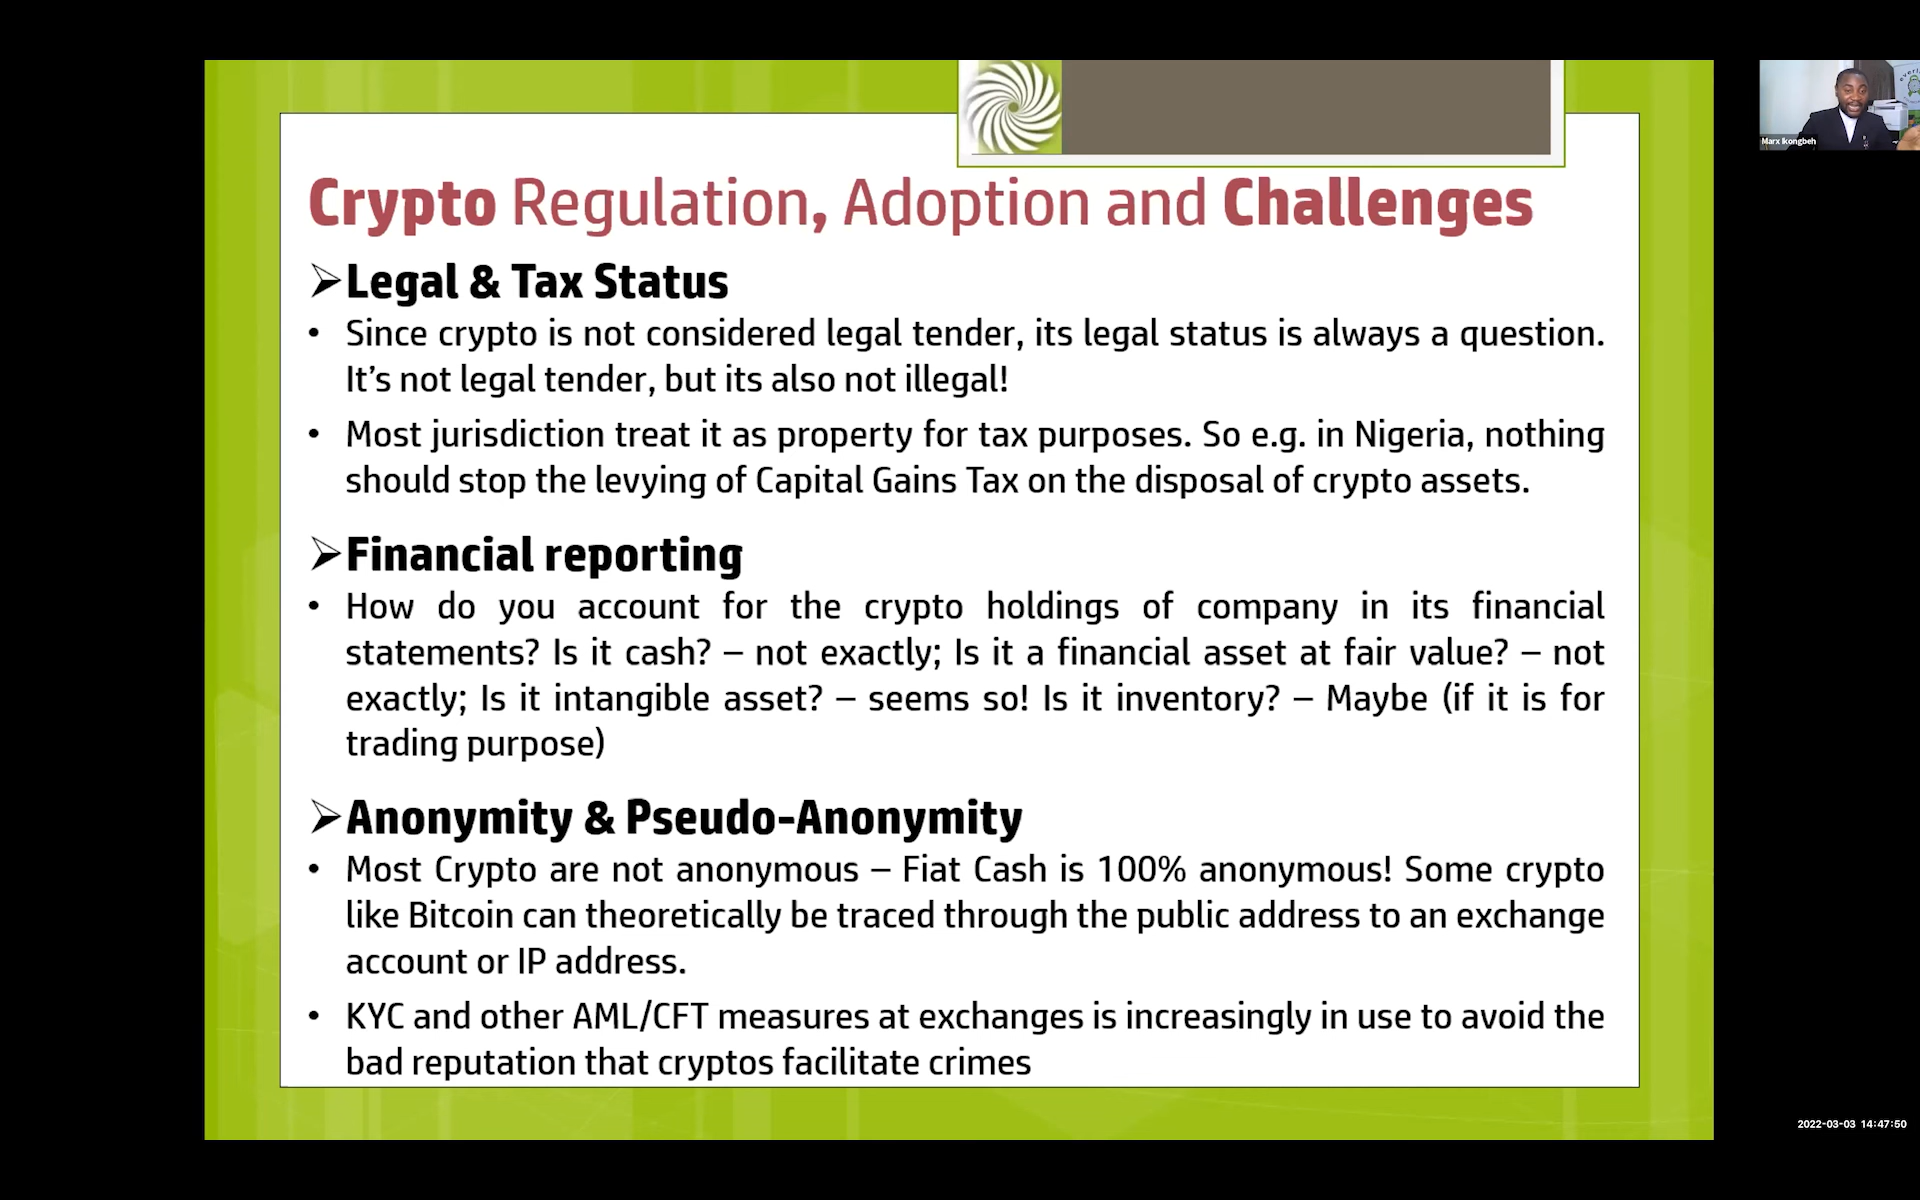 Crypto Regulation, Adoption and Challenges
➢Legal & Tax Status
• Since crypto is not considered legal tender, its legal status is always a question.
It's not legal tender, but its also not illegal!
• Most jurisdiction treat it as property for tax purposes. So e.g. in Nigeria, nothing
should stop the levying of Capital Gains Tax on the disposal of crypto assets.
➢Financial reporting
• How do you account for the crypto holdings of company in its financial
statements? Is it cash? – not exactly; Is it a financial asset at fair value? – not
exactly; Is it intangible asset? – seems so! Is it inventory? – Maybe (if it is for
trading purpose)
➢Anonymity & Pseudo-Anonymity
• Most Crypto are not anonymous – Fiat Cash is 100% anonymous! Some crypto
like Bitcoin can theoretically be traced through the public address to an exchange
account or IP address.
• KYC and other AML/CFT measures at exchanges is increasingly in use to avoid the
bad reputation that cryptos facilitate crimes
Marx Ikongbeh
2022-03-03 14:47:50